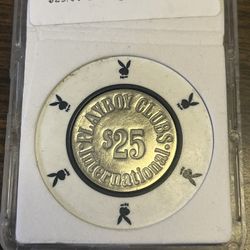 PLAYBOY CLUBS
$25
International